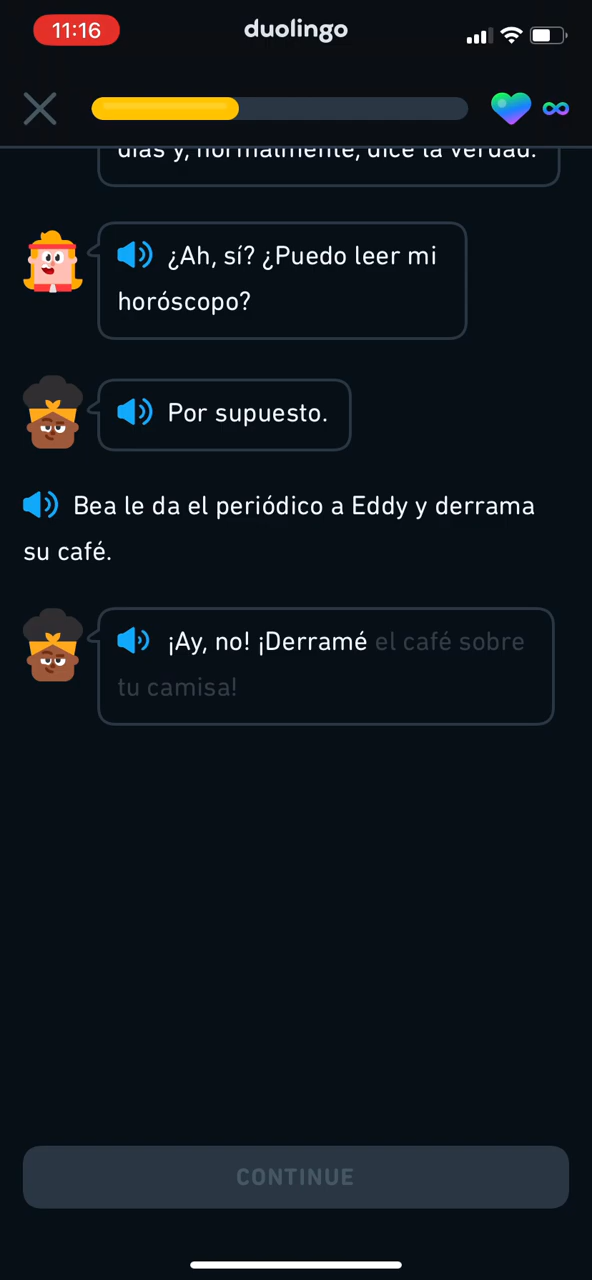 11:16
duolingo
días y, normalmente, dice la verdad.
¿Ah, sí? ¿Puedo leer mi
horóscopo?
Por supuesto.
Bea le da el periódico a Eddy y derrama
su café.
¡Ay, no! ¡Derramé el café sobre
tu camisa!
CONTINUE